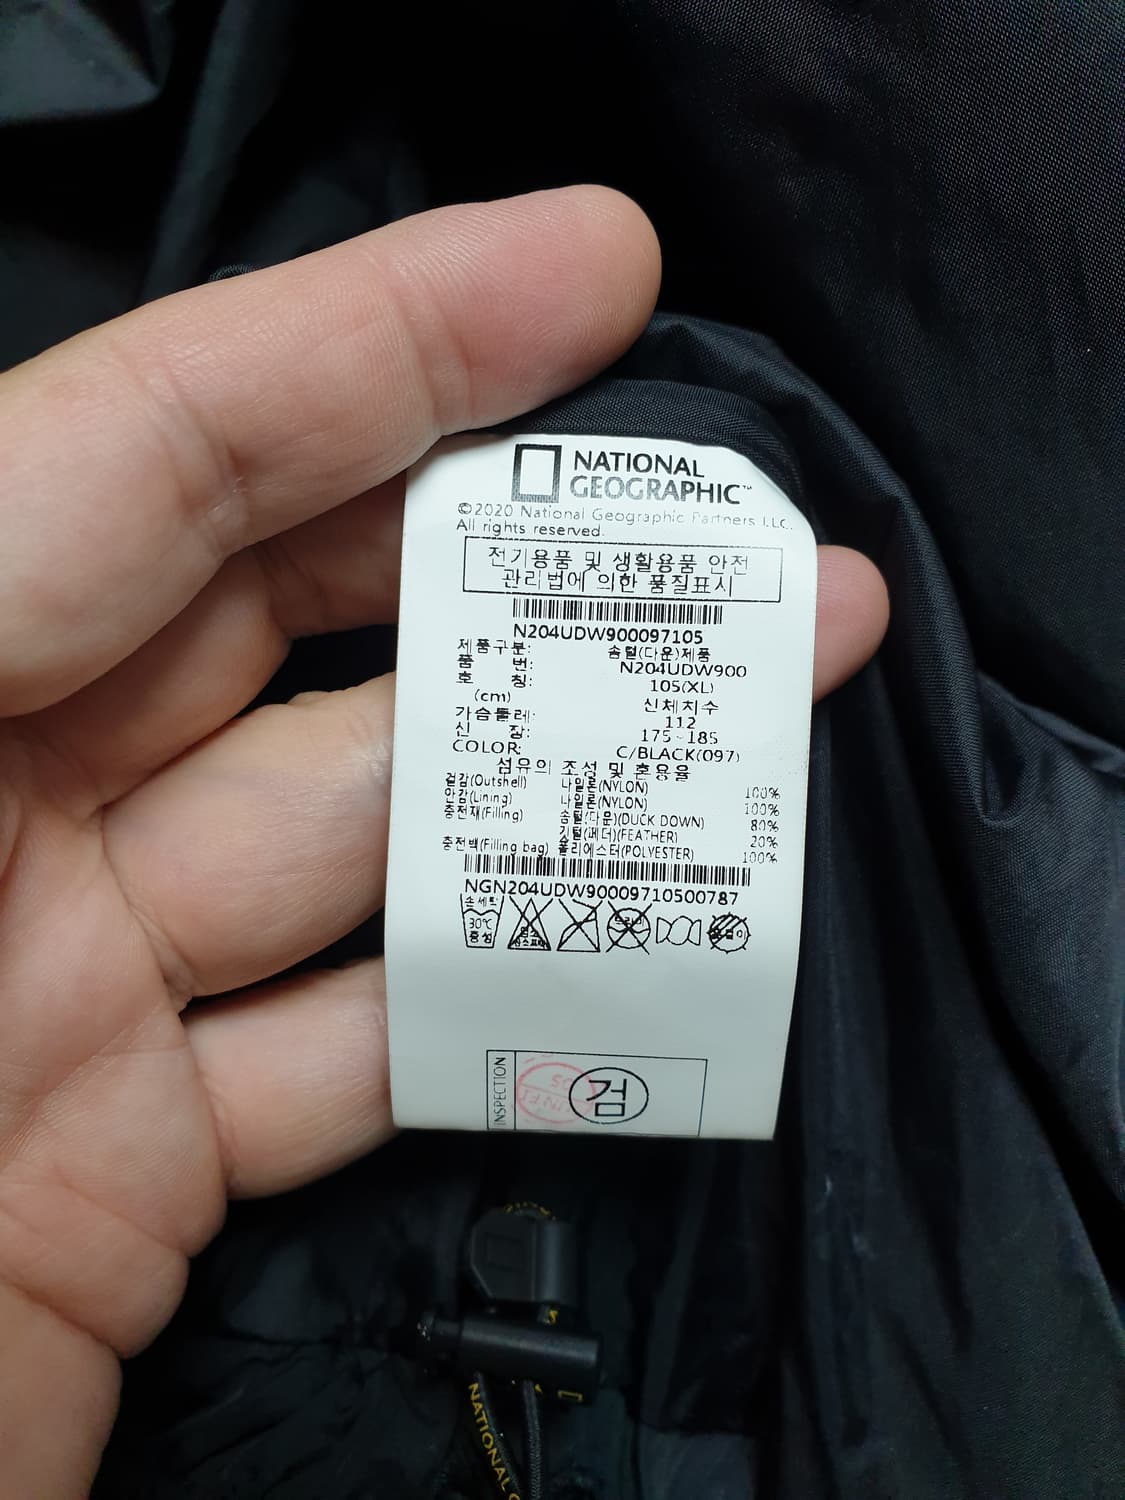 NATIONAL
GEOGRAPHIC™
©2020 National Geographic Partners LLC.
All rights reserved.
전기용품 및 생활용품 안전
관리법에 의한 품질표시
N204UDW900097105
제품구분: 솜털(다운)제품
품 번: N204UDW900
호 칭: 105(XL)
(cm) 신체치수
가슴둘레: 112
신 장: 175~185
COLOR: C/BLACK(097)
섬유의 조성 및 혼용율
겉감(Outshell) 나일론(NYLON) 100%
안감(Lining) 나일론(NYLON) 100%
충전재(Filling) 솜털(다운)(DUCK DOWN) 80%
깃털(페더)(FEATHER) 20%
충전백(Filling bag) 폴리에스터(POLYESTER) 100%
NGN204UDW90009710500787
손세탁
30℃
중성
INSPECTION
검
NATIONAL G